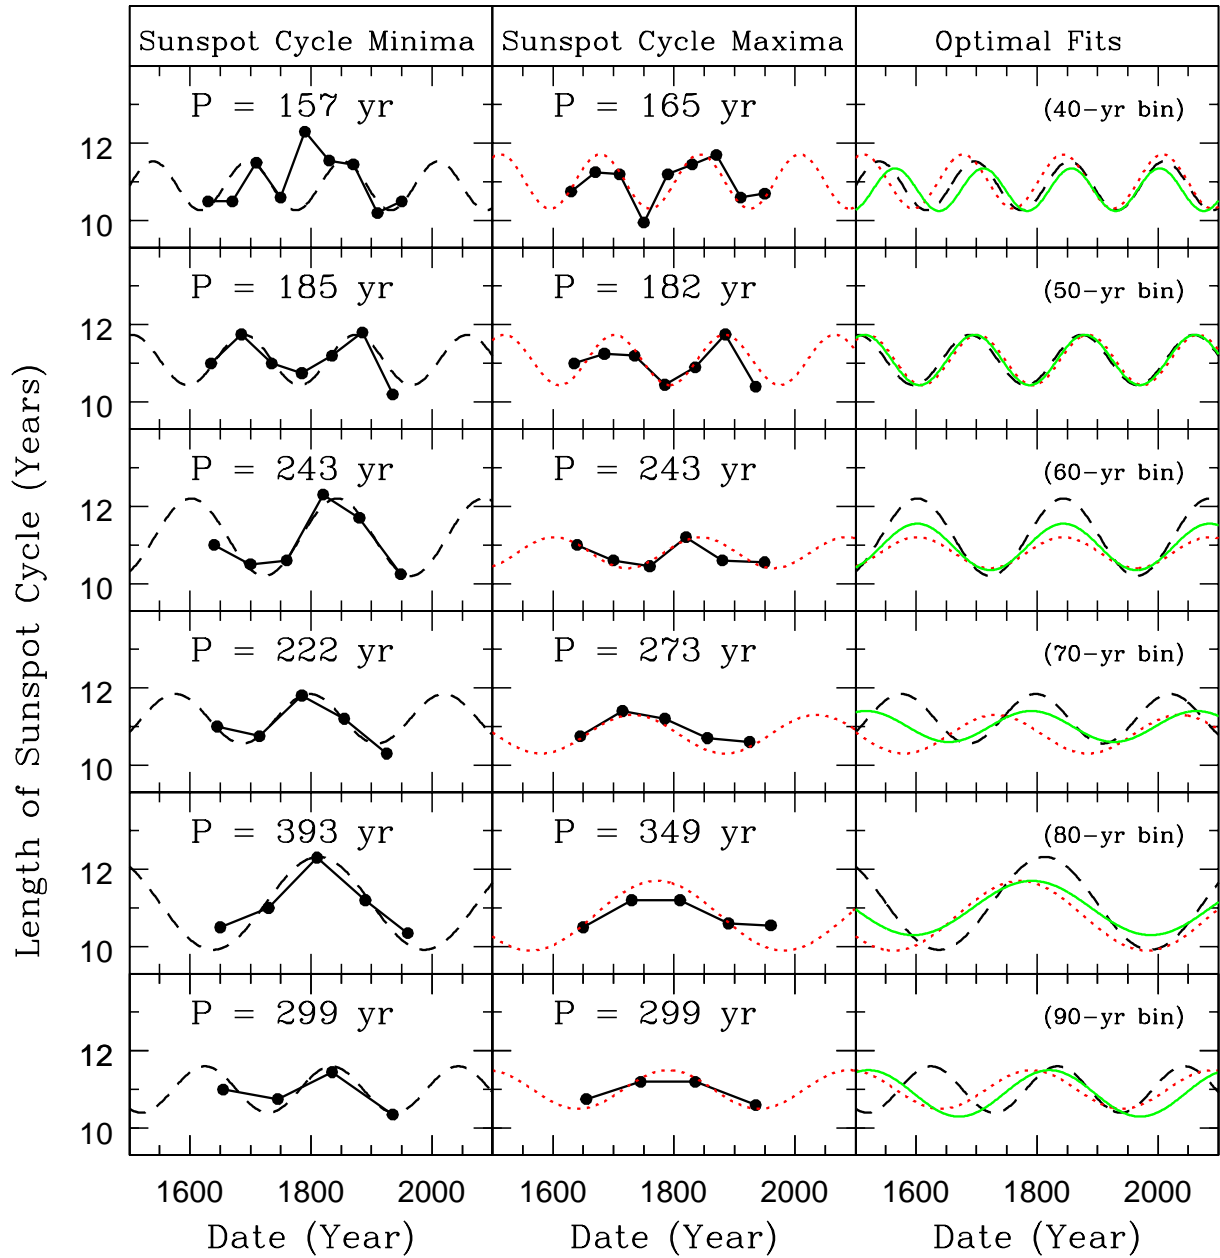 Sunspot Cycle Minima
Sunspot Cycle Maxima
Optimal Fits
P = 157 yr
P = 165 yr
(40-yr bin)
12
10
P = 185 yr
P = 182 yr
(50-yr bin)
12
10
P = 243 yr
P = 243 yr
(60-yr bin)
12
10
P = 222 yr
P = 273 yr
(70-yr bin)
12
10
P = 393 yr
P = 349 yr
(80-yr bin)
12
10
P = 299 yr
P = 299 yr
(90-yr bin)
12
10
Length of Sunspot Cycle (Years)
1600 1800 2000
1600 1800 2000
1600 1800 2000
Date (Year)
Date (Year)
Date (Year)